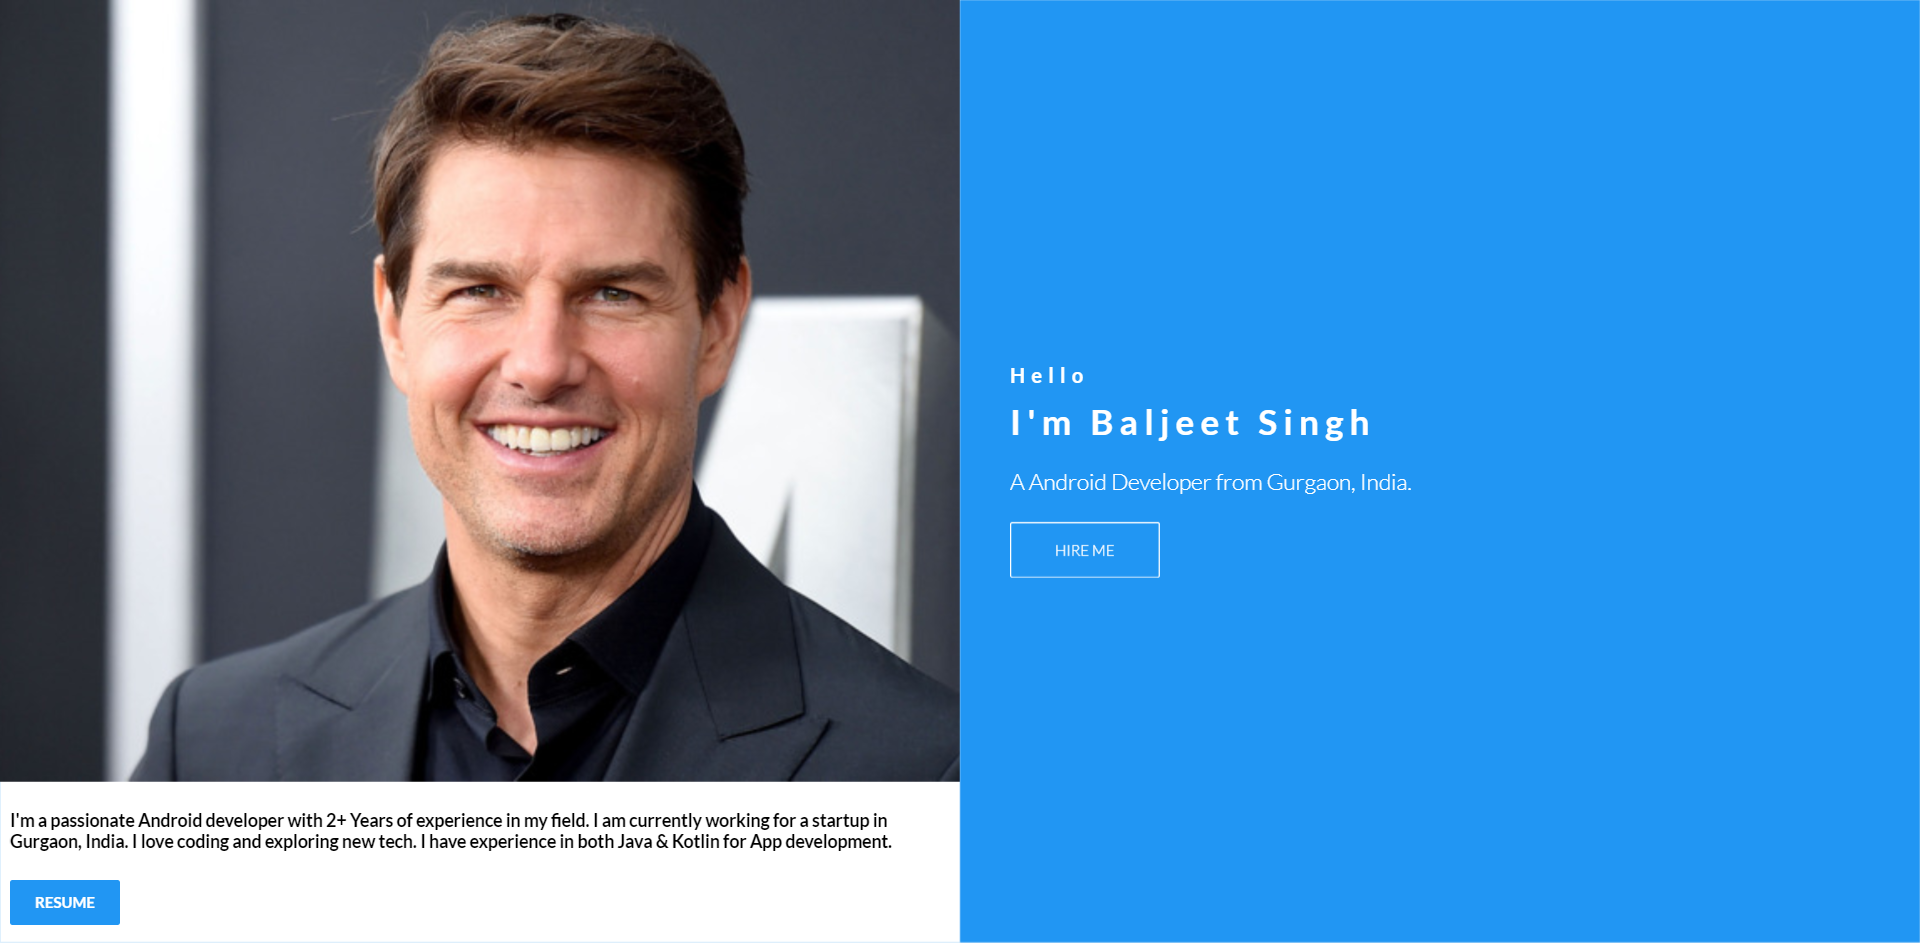 Hello
I'm Baljeet Singh
A Android Developer from Gurgaon, India.
HIRE ME
I'm a passionate Android developer with 2+ Years of experience in my field. I am currently working for a startup in
Gurgaon, India. I love coding and exploring new tech. I have experience in both Java & Kotlin for App development.
RESUME